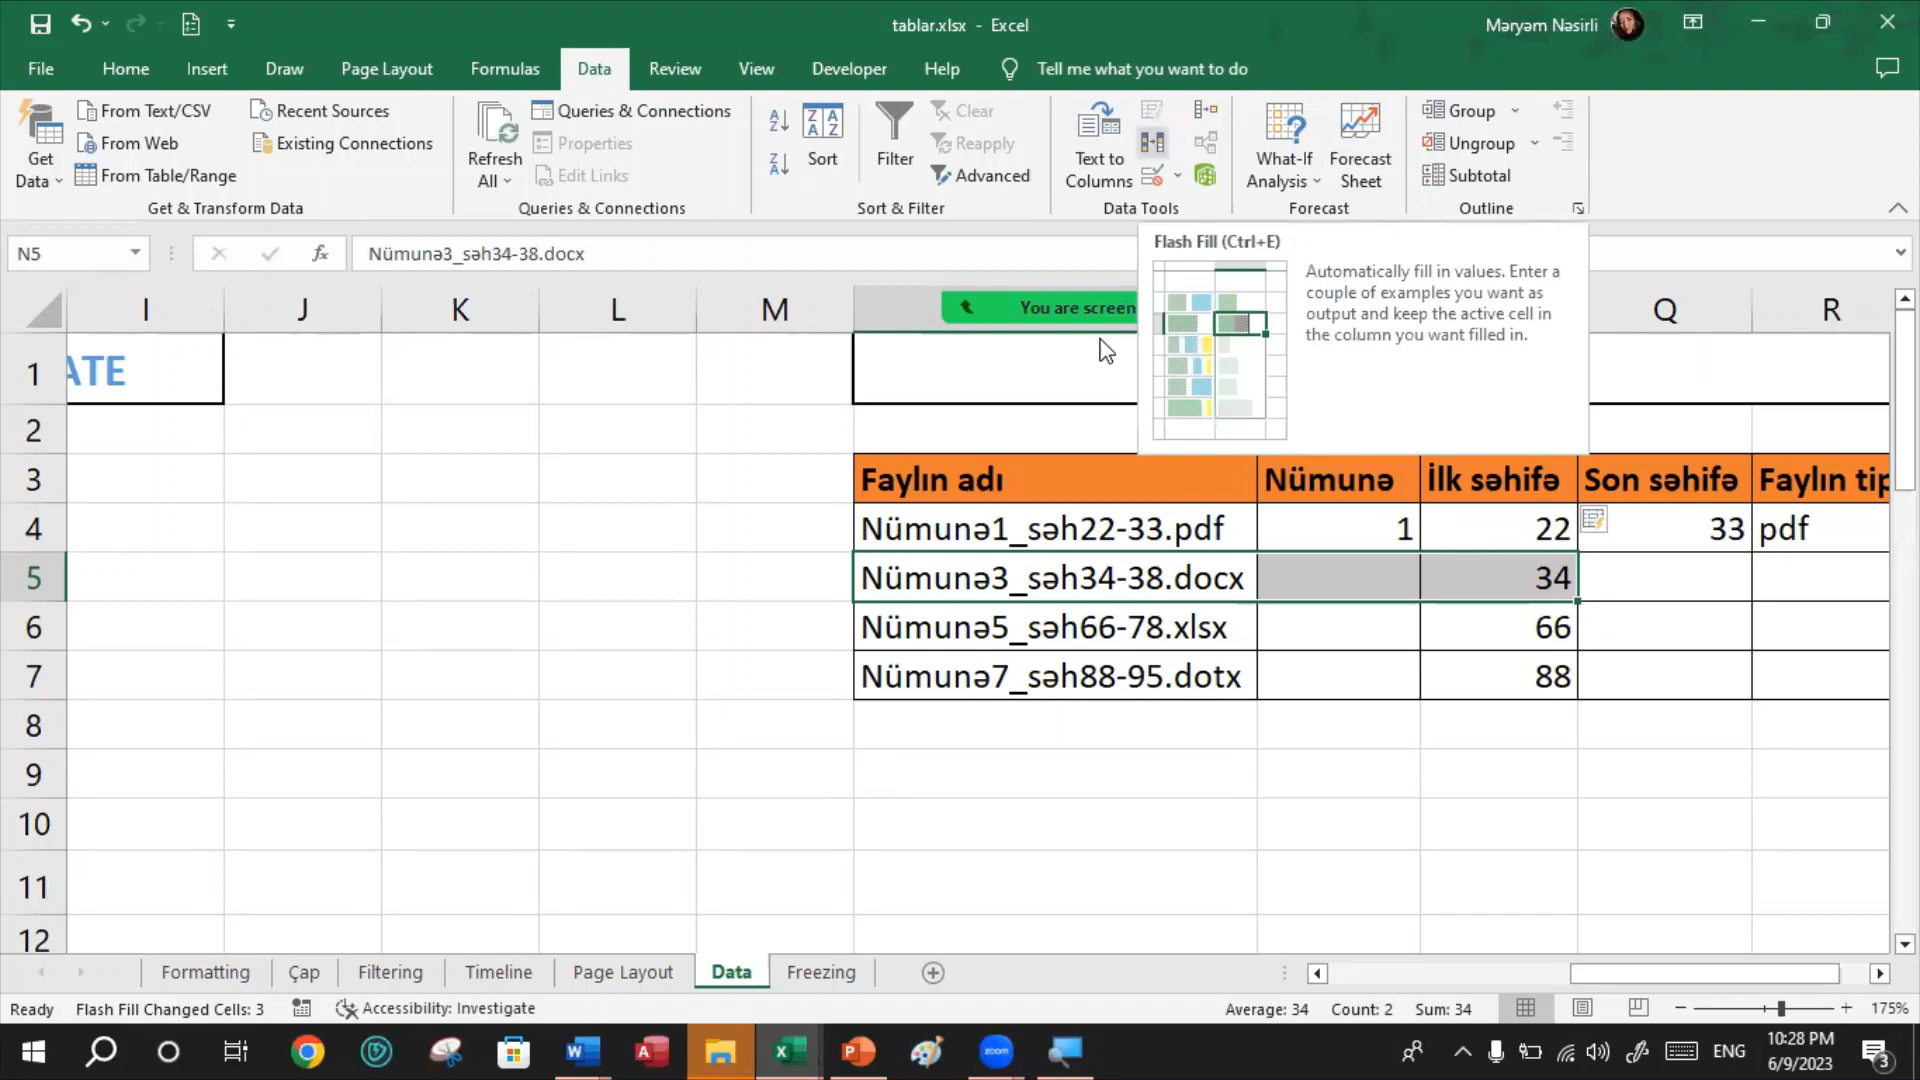 tablar.xlsx - Excel
Məryəm Nəsirli
File Home Insert Draw Page Layout Formulas Data Review View Developer Help Tell me what you want to do
Get Data
From Text/CSV
From Web
From Table/Range
Recent Sources
Existing Connections
Get & Transform Data
Refresh All
Queries & Connections
Properties
Edit Links
Queries & Connections
Sort
Filter
Clear
Reapply
Advanced
Sort & Filter
Text to Columns
Data Tools
What-If Analysis
Forecast Sheet
Forecast
Group
Ungroup
Subtotal
Outline
N5
fx
Nümunə3_səh34-38.docx
Flash Fill (Ctrl+E)
Automatically fill in values. Enter a
couple of examples you want as
output and keep the active cell in
the column you want filled in.
I J K L M Q R
You are screen
1 ATE
2
3 Faylın adı Nümunə İlk səhifə Son səhifə Faylın tip
4 Nümunə1_səh22-33.pdf 1 22 33 pdf
5 Nümunə3_səh34-38.docx 34
6 Nümunə5_səh66-78.xlsx 66
7 Nümunə7_səh88-95.dotx 88
8
9
10
11
12
Formatting Çap Filtering Timeline Page Layout Data Freezing
Ready Flash Fill Changed Cells: 3 Accessibility: Investigate Average: 34 Count: 2 Sum: 34 175%
zoom
ENG
10:28 PM
6/9/2023
3